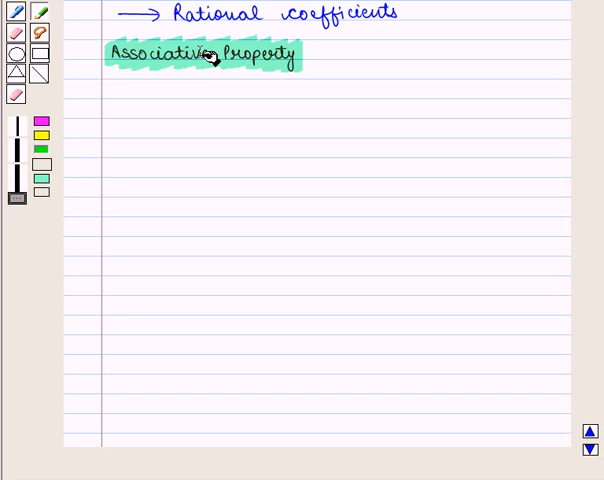 → Rational coefficients
Associative Property